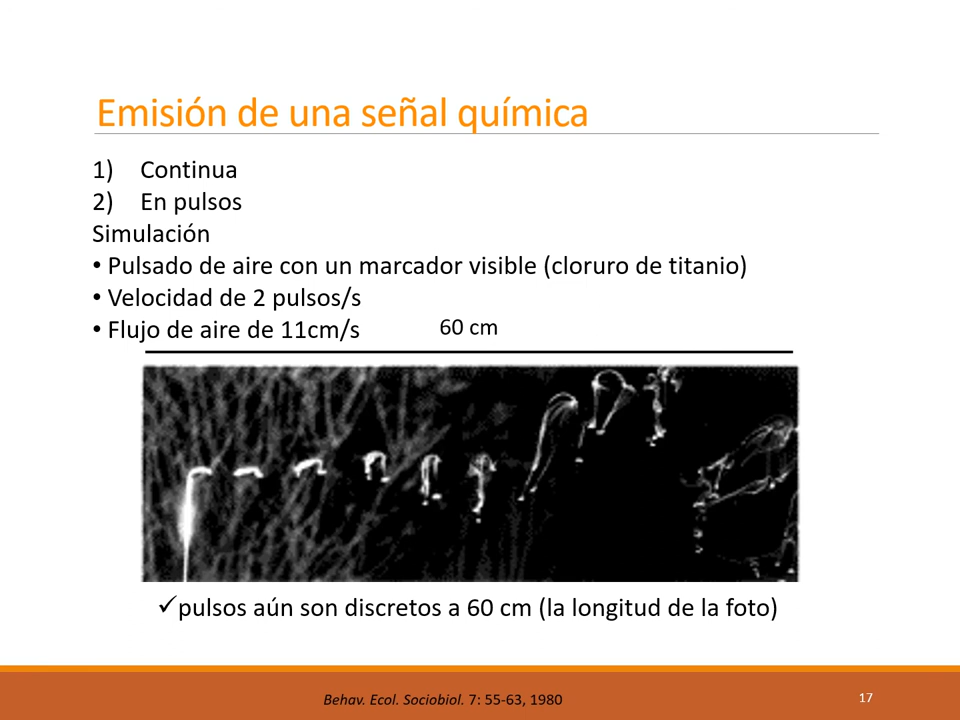 Emisión de una señal química
1) Continua
2) En pulsos
Simulación
• Pulsado de aire con un marcador visible (cloruro de titanio)
• Velocidad de 2 pulsos/s
• Flujo de aire de 11cm/s
60 cm
✓pulsos aún son discretos a 60 cm (la longitud de la foto)
Behav. Ecol. Sociobiol. 7: 55-63, 1980
17